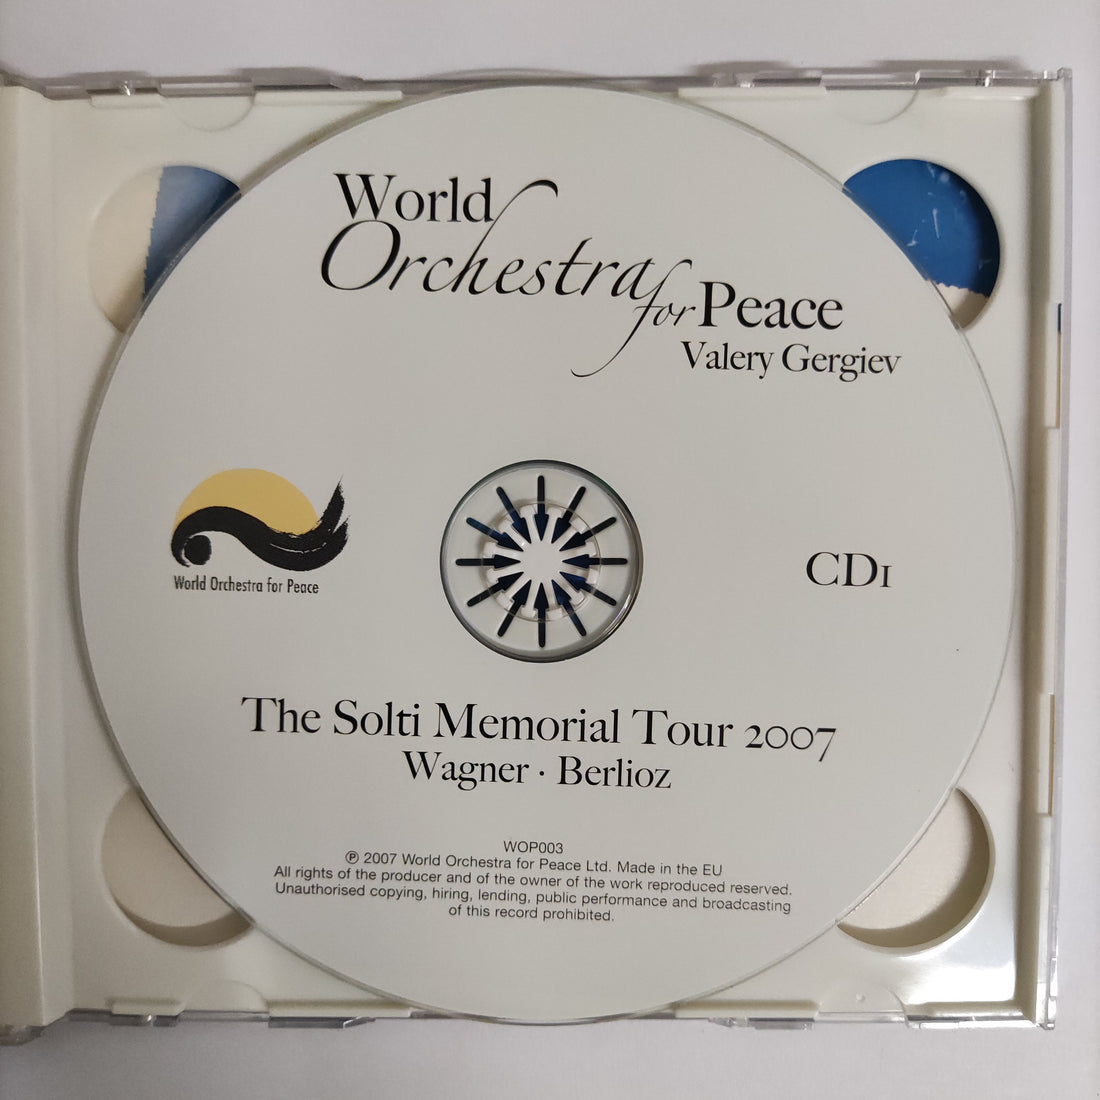 World
Orchestra
for Peace
Valery Gergiev
World Orchestra for Peace
CD1
The Solti Memorial Tour 2007
Wagner · Berlioz
WOP003
℗ 2007 World Orchestra for Peace Ltd. Made in the EU
All rights of the producer and of the owner of the work reproduced reserved.
Unauthorised copying, hiring, lending, public performance and broadcasting
of this record prohibited.